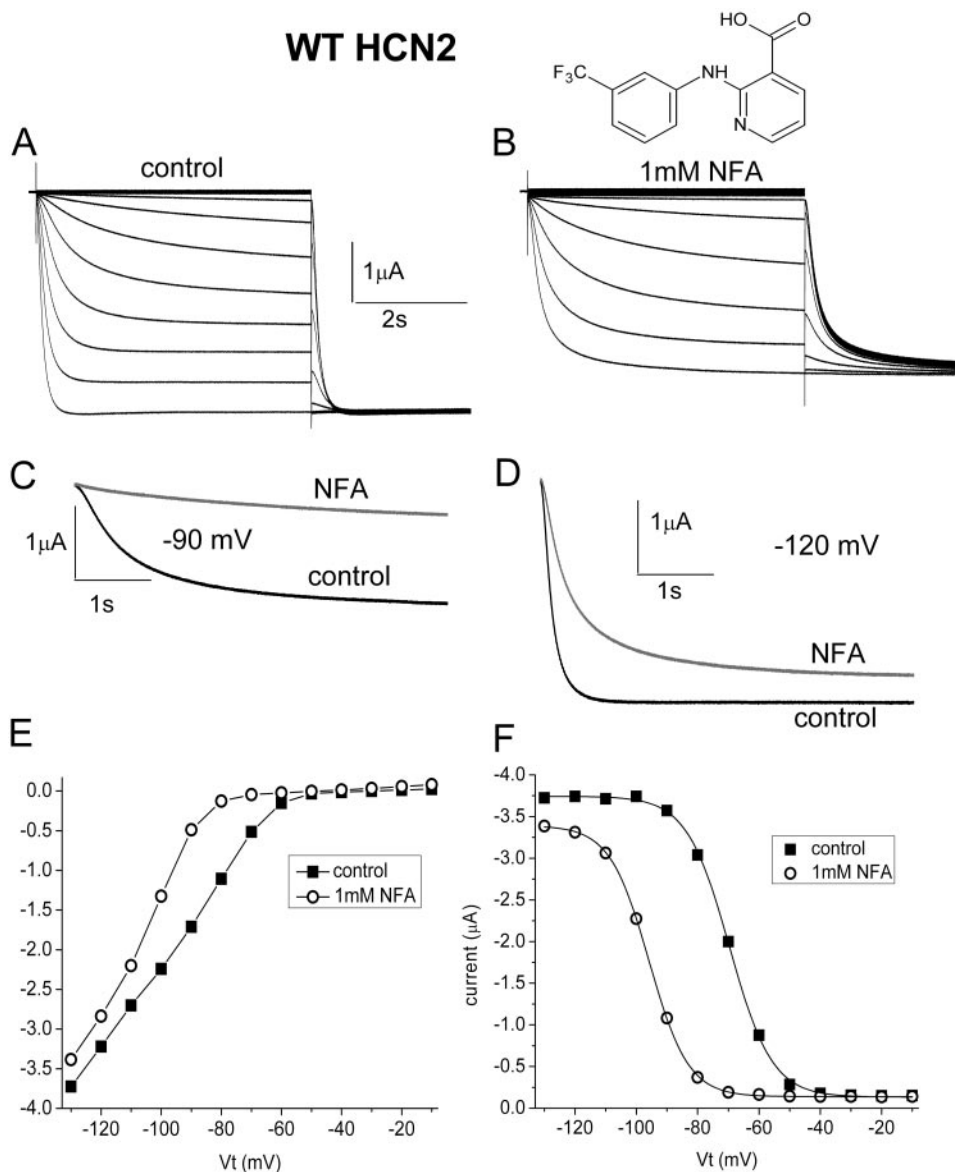 WT HCN2
HO
O
F₃C
NH
N
A
control
1μA
2s
B
1mM NFA
C
NFA
1μA
-90 mV
control
1s
D
1μA
-120 mV
1s
NFA
control
E
0.0
-0.5
-1.0
-1.5
-2.0
-2.5
-3.0
-3.5
-4.0
control
1mM NFA
-120 -100 -80 -60 -40 -20
Vt (mV)
F
-4.0
-3.5
-3.0
-2.5
-2.0
-1.5
-1.0
-0.5
0.0
current (μA)
control
1mM NFA
-120 -100 -80 -60 -40 -20
Vt (mV)